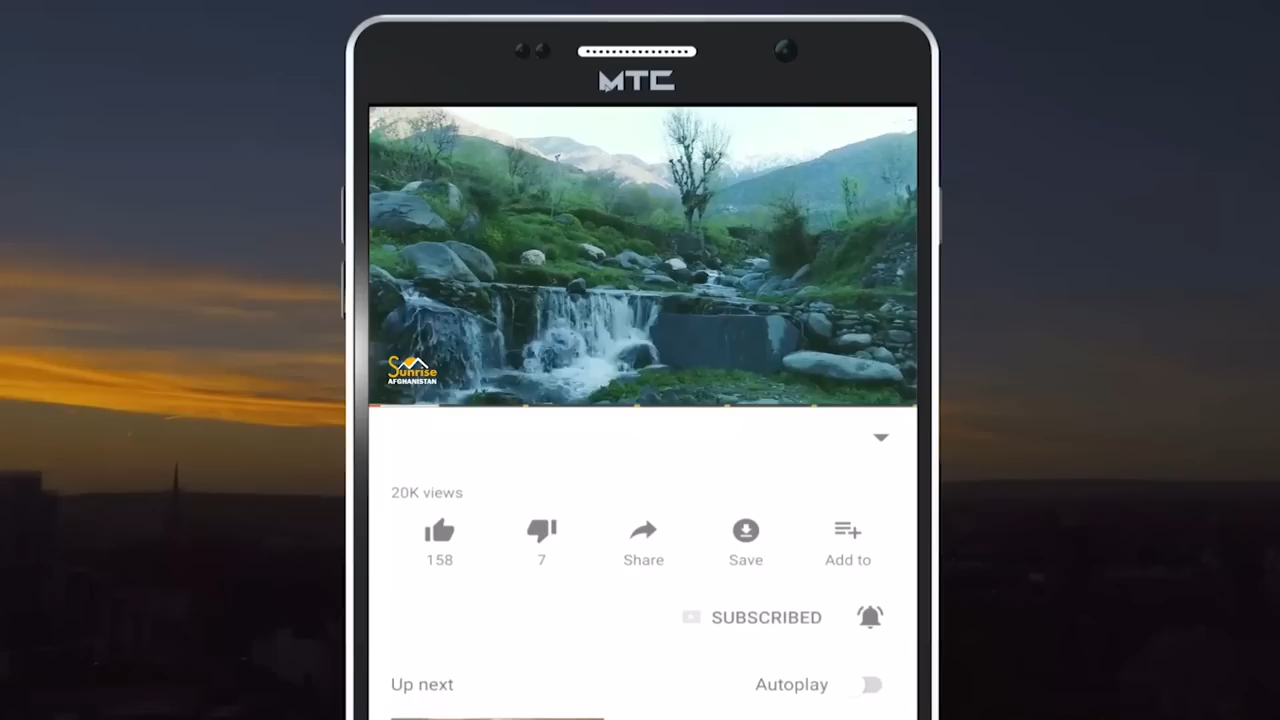 MTC
Sunrise
AFGHANISTAN
20K views
158
7
Share
Save
Add to
SUBSCRIBED
Up next
Autoplay